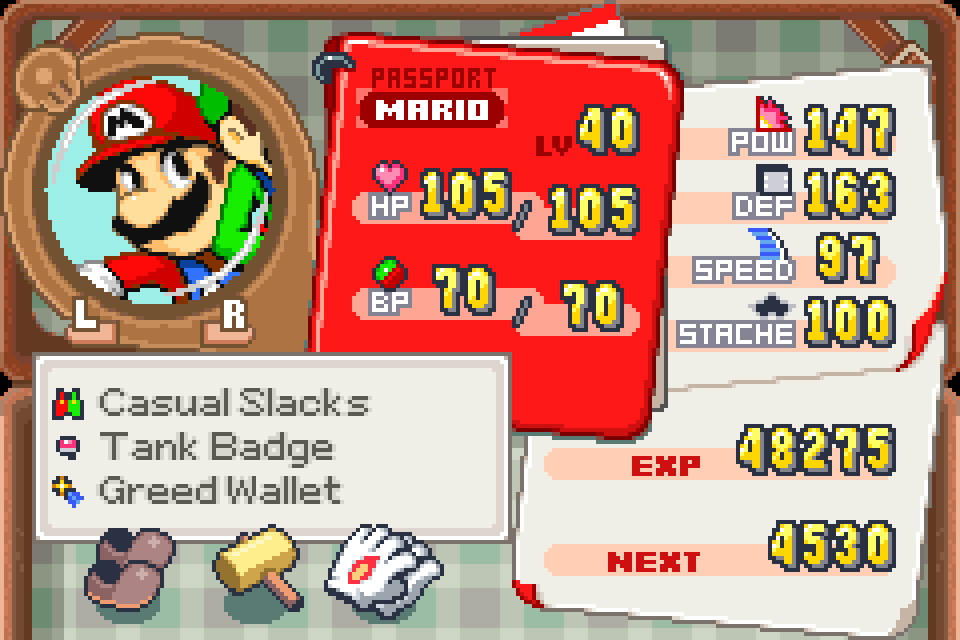 PASSPORT
MARIO
LV 40
HP 105/105
BP 70/70
POW 147
DEF 163
SPEED 97
STACHE 100
M
L R
Casual Slacks
Tank Badge
Greed Wallet
EXP 48275
NEXT 4530